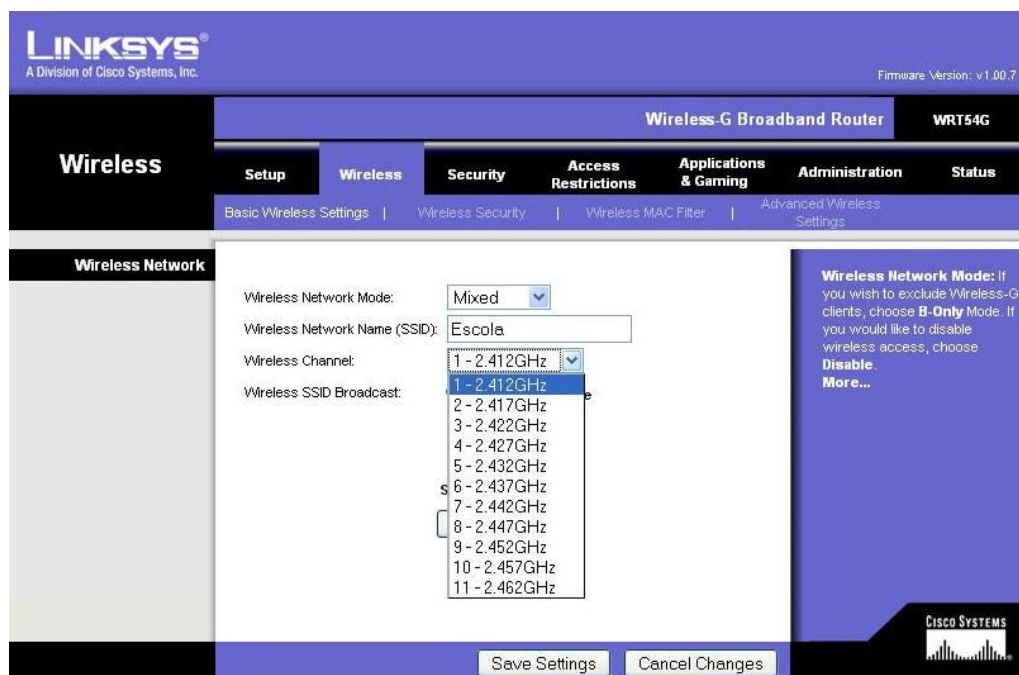 LINKSYS®
A Division of Cisco Systems, Inc.
Firmware Version: v1.00.7
Wireless-G Broadband Router WRT54G
Wireless
Setup Wireless Security Access Restrictions Applications & Gaming Administration Status
Basic Wireless Settings | Wireless Security | Wireless MAC Filter | Advanced Wireless Settings
Wireless Network
Wireless Network Mode: Mixed
Wireless Network Name (SSID): Escola
Wireless Channel: 1 - 2.412GHz
Wireless SSID Broadcast:
1 - 2.412GHz
2 - 2.417GHz
3 - 2.422GHz
4 - 2.427GHz
5 - 2.432GHz
6 - 2.437GHz
7 - 2.442GHz
8 - 2.447GHz
9 - 2.452GHz
10 - 2.457GHz
11 - 2.462GHz
Wireless Network Mode: If
you wish to exclude Wireless-G
clients, choose B-Only Mode. If
you would like to disable
wireless access, choose
Disable.
More...
Save Settings Cancel Changes
CISCO SYSTEMS